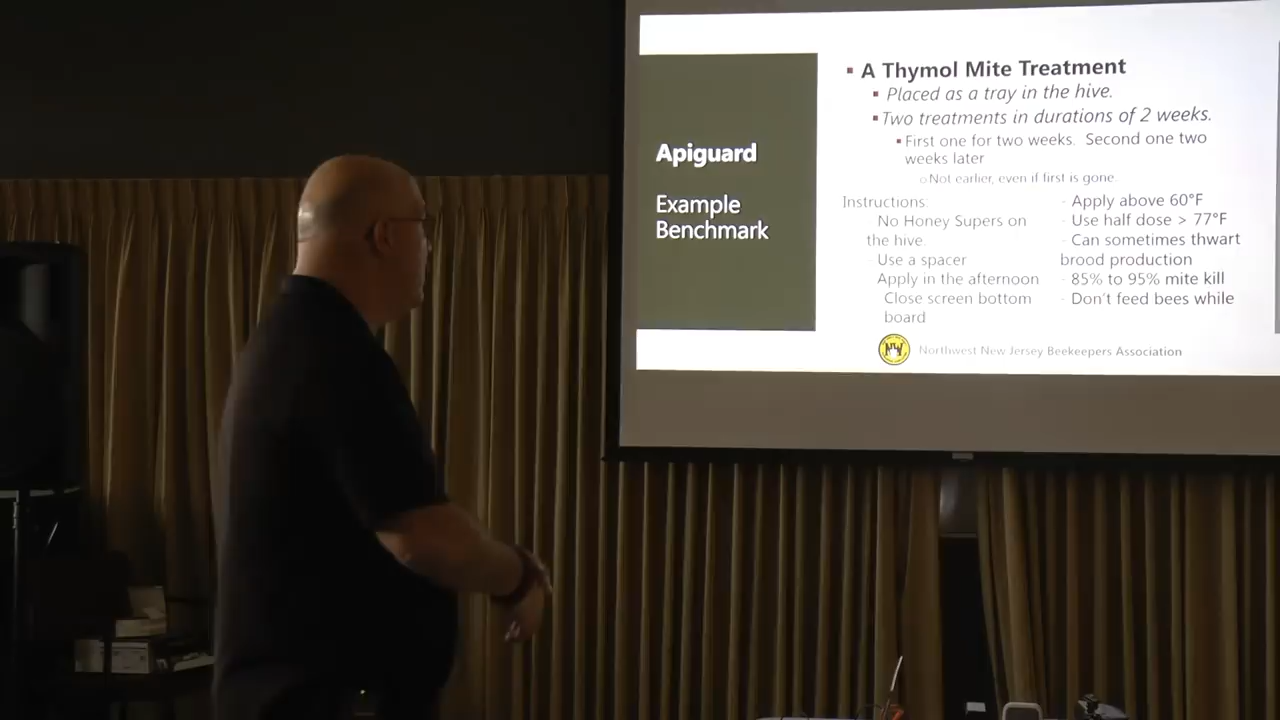 Apiguard
Example
Benchmark
▪ A Thymol Mite Treatment
▪ Placed as a tray in the hive.
▪ Two treatments in durations of 2 weeks.
▪ First one for two weeks. Second one two
weeks later
○ Not earlier, even if first is gone.
Instructions:
No Honey Supers on
the hive.
- Use a spacer
Apply in the afternoon
Close screen bottom
board
- Apply above 60°F
- Use half dose > 77°F
- Can sometimes thwart
brood production
- 85% to 95% mite kill
- Don't feed bees while
NW
Northwest New Jersey Beekeepers Association